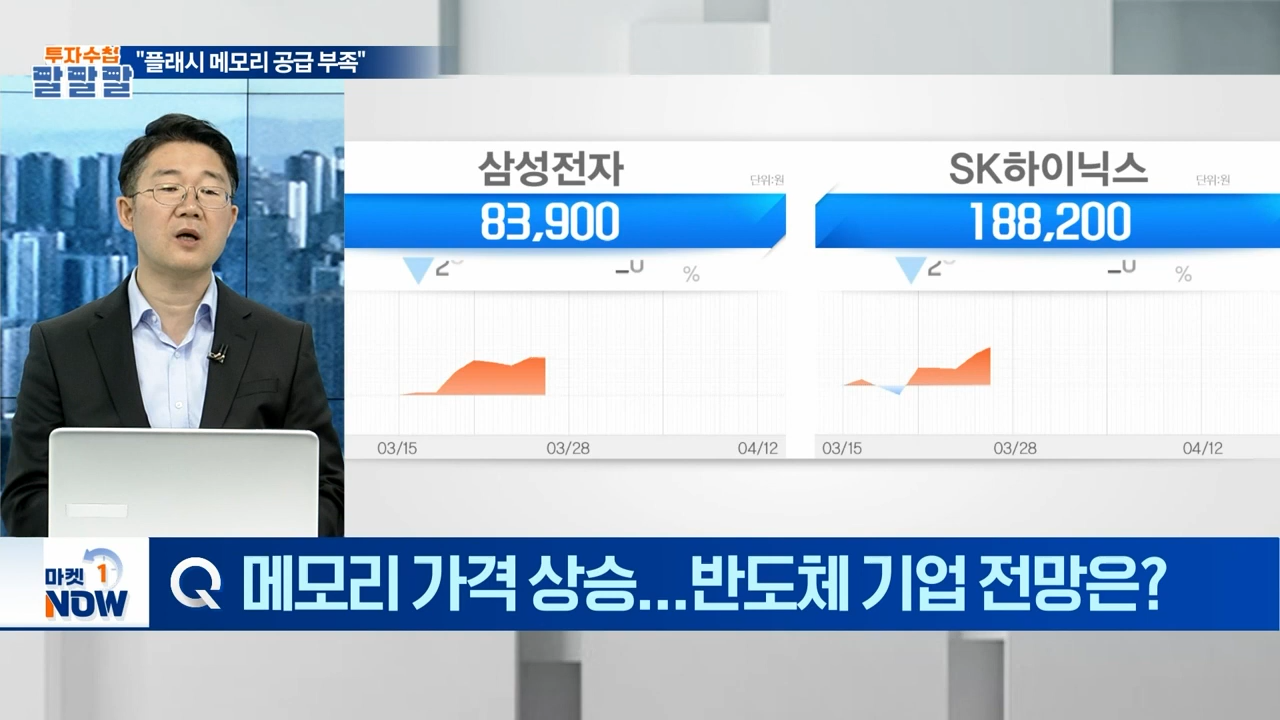 투자수첩
팔팔팔
"플래시 메모리 공급 부족"
삼성전자
단위:원
83,900
%
03/15
03/28
04/12
SK하이닉스
단위:원
188,200
%
03/15
03/28
04/12
마켓 1
NOW
Q 메모리 가격 상승...반도체 기업 전망은?